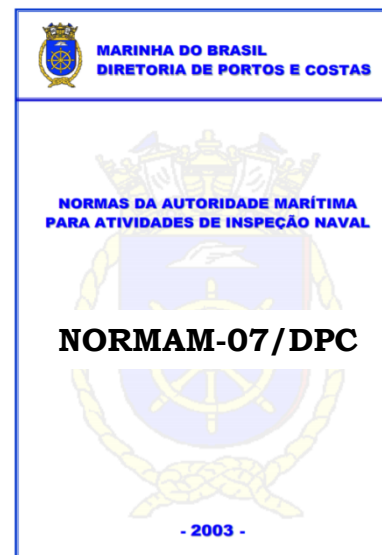 MARINHA DO BRASIL
DIRETORIA DE PORTOS E COSTAS
NORMAS DA AUTORIDADE MARÍTIMA
PARA ATIVIDADES DE INSPEÇÃO NAVAL
NORMAM-07/DPC
- 2003 -